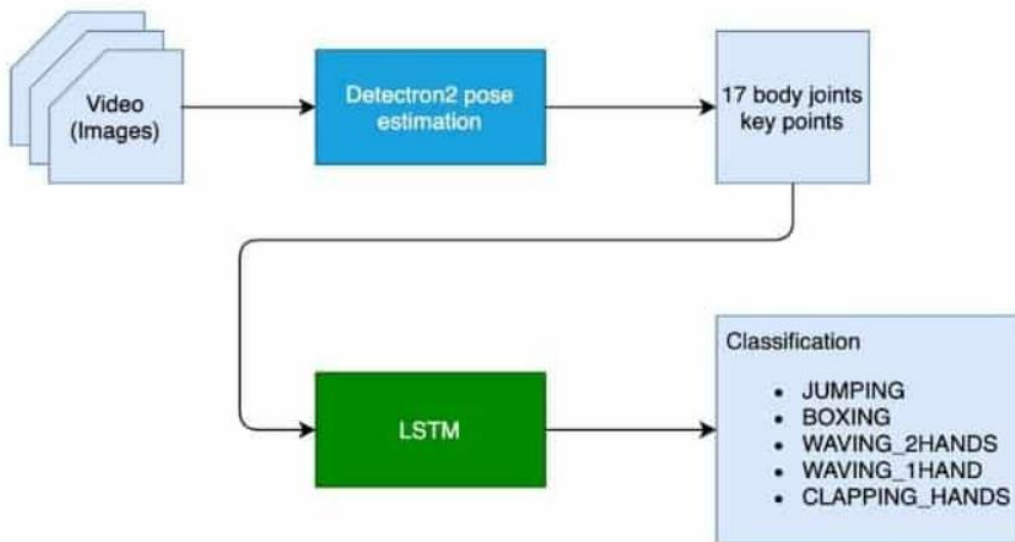 Video
(Images)
Detectron2 pose
estimation
17 body joints
key points
LSTM
Classification
• JUMPING
• BOXING
• WAVING_2HANDS
• WAVING_1HAND
• CLAPPING_HANDS